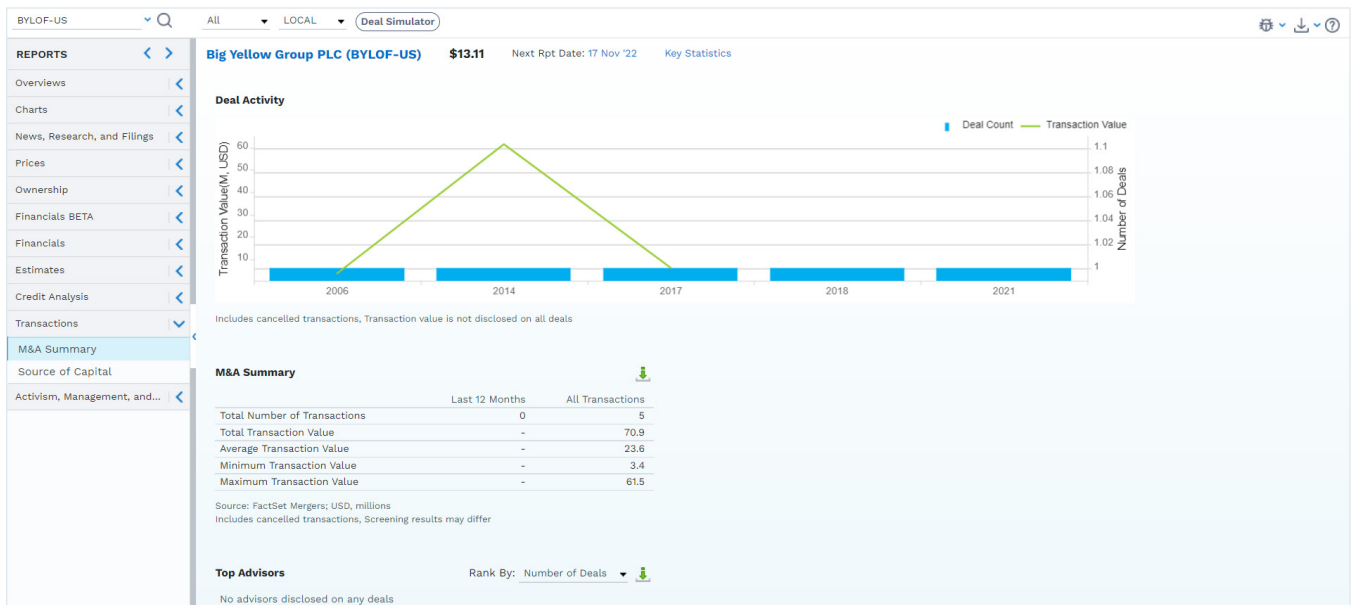 BYLOF-US
All
LOCAL
Deal Simulator
REPORTS
Overviews
Charts
News, Research, and Filings
Prices
Ownership
Financials BETA
Financials
Estimates
Credit Analysis
Transactions
M&A Summary
Source of Capital
Activism, Management, and...
Big Yellow Group PLC (BYLOF-US) $13.11 Next Rpt Date: 17 Nov '22 Key Statistics
Deal Activity
Deal Count Transaction Value
Transaction Value(M, USD)
60
50
40
30
20
10
1.1
1.08
1.06
1.04
1.02
1
Number of Deals
2006 2014 2017 2018 2021
Includes cancelled transactions, Transaction value is not disclosed on all deals
M&A Summary
Last 12 Months All Transactions
Total Number of Transactions 0 5
Total Transaction Value - 70.9
Average Transaction Value - 23.6
Minimum Transaction Value - 3.4
Maximum Transaction Value - 61.5
Source: FactSet Mergers; USD, millions
Includes cancelled transactions, Screening results may differ
Top Advisors Rank By: Number of Deals
No advisors disclosed on any deals